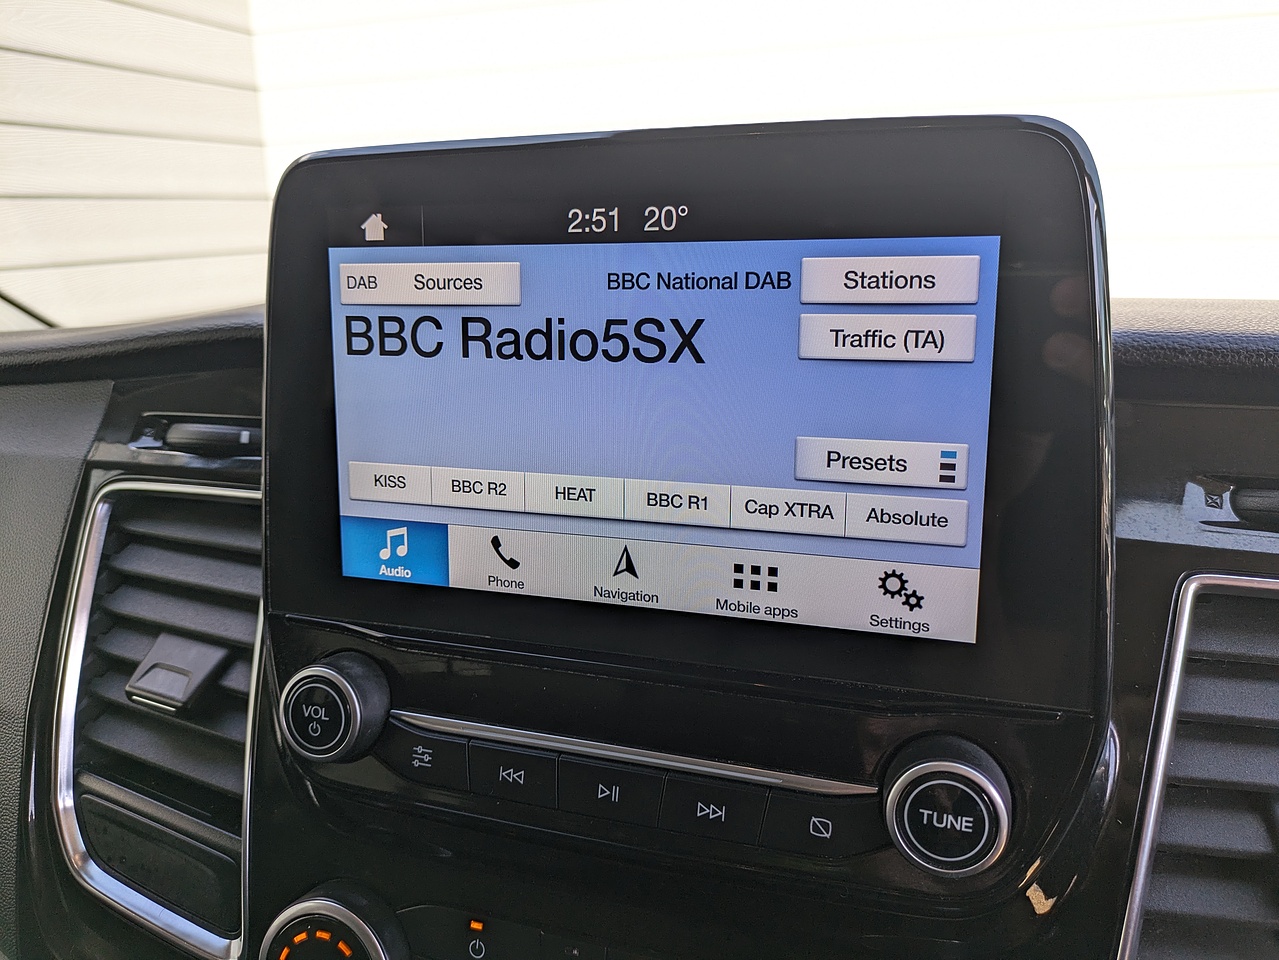 2:51 20°
DAB Sources
BBC National DAB
Stations
BBC Radio5SX
Traffic (TA)
Presets
KISS
BBC R2
HEAT
BBC R1
Cap XTRA
Absolute
Audio
Phone
Navigation
Mobile apps
Settings
VOL
TUNE